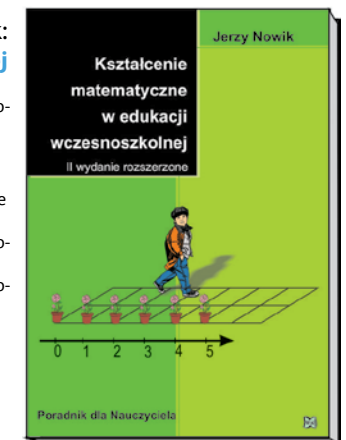 :
j
o-
e
o-
o-
Jerzy Nowik
Kształcenie
matematyczne
w edukacji
wczesnoszkolnej
II wydanie rozszerzone
0 1 2 3 4 5
Poradnik dla Nauczyciela